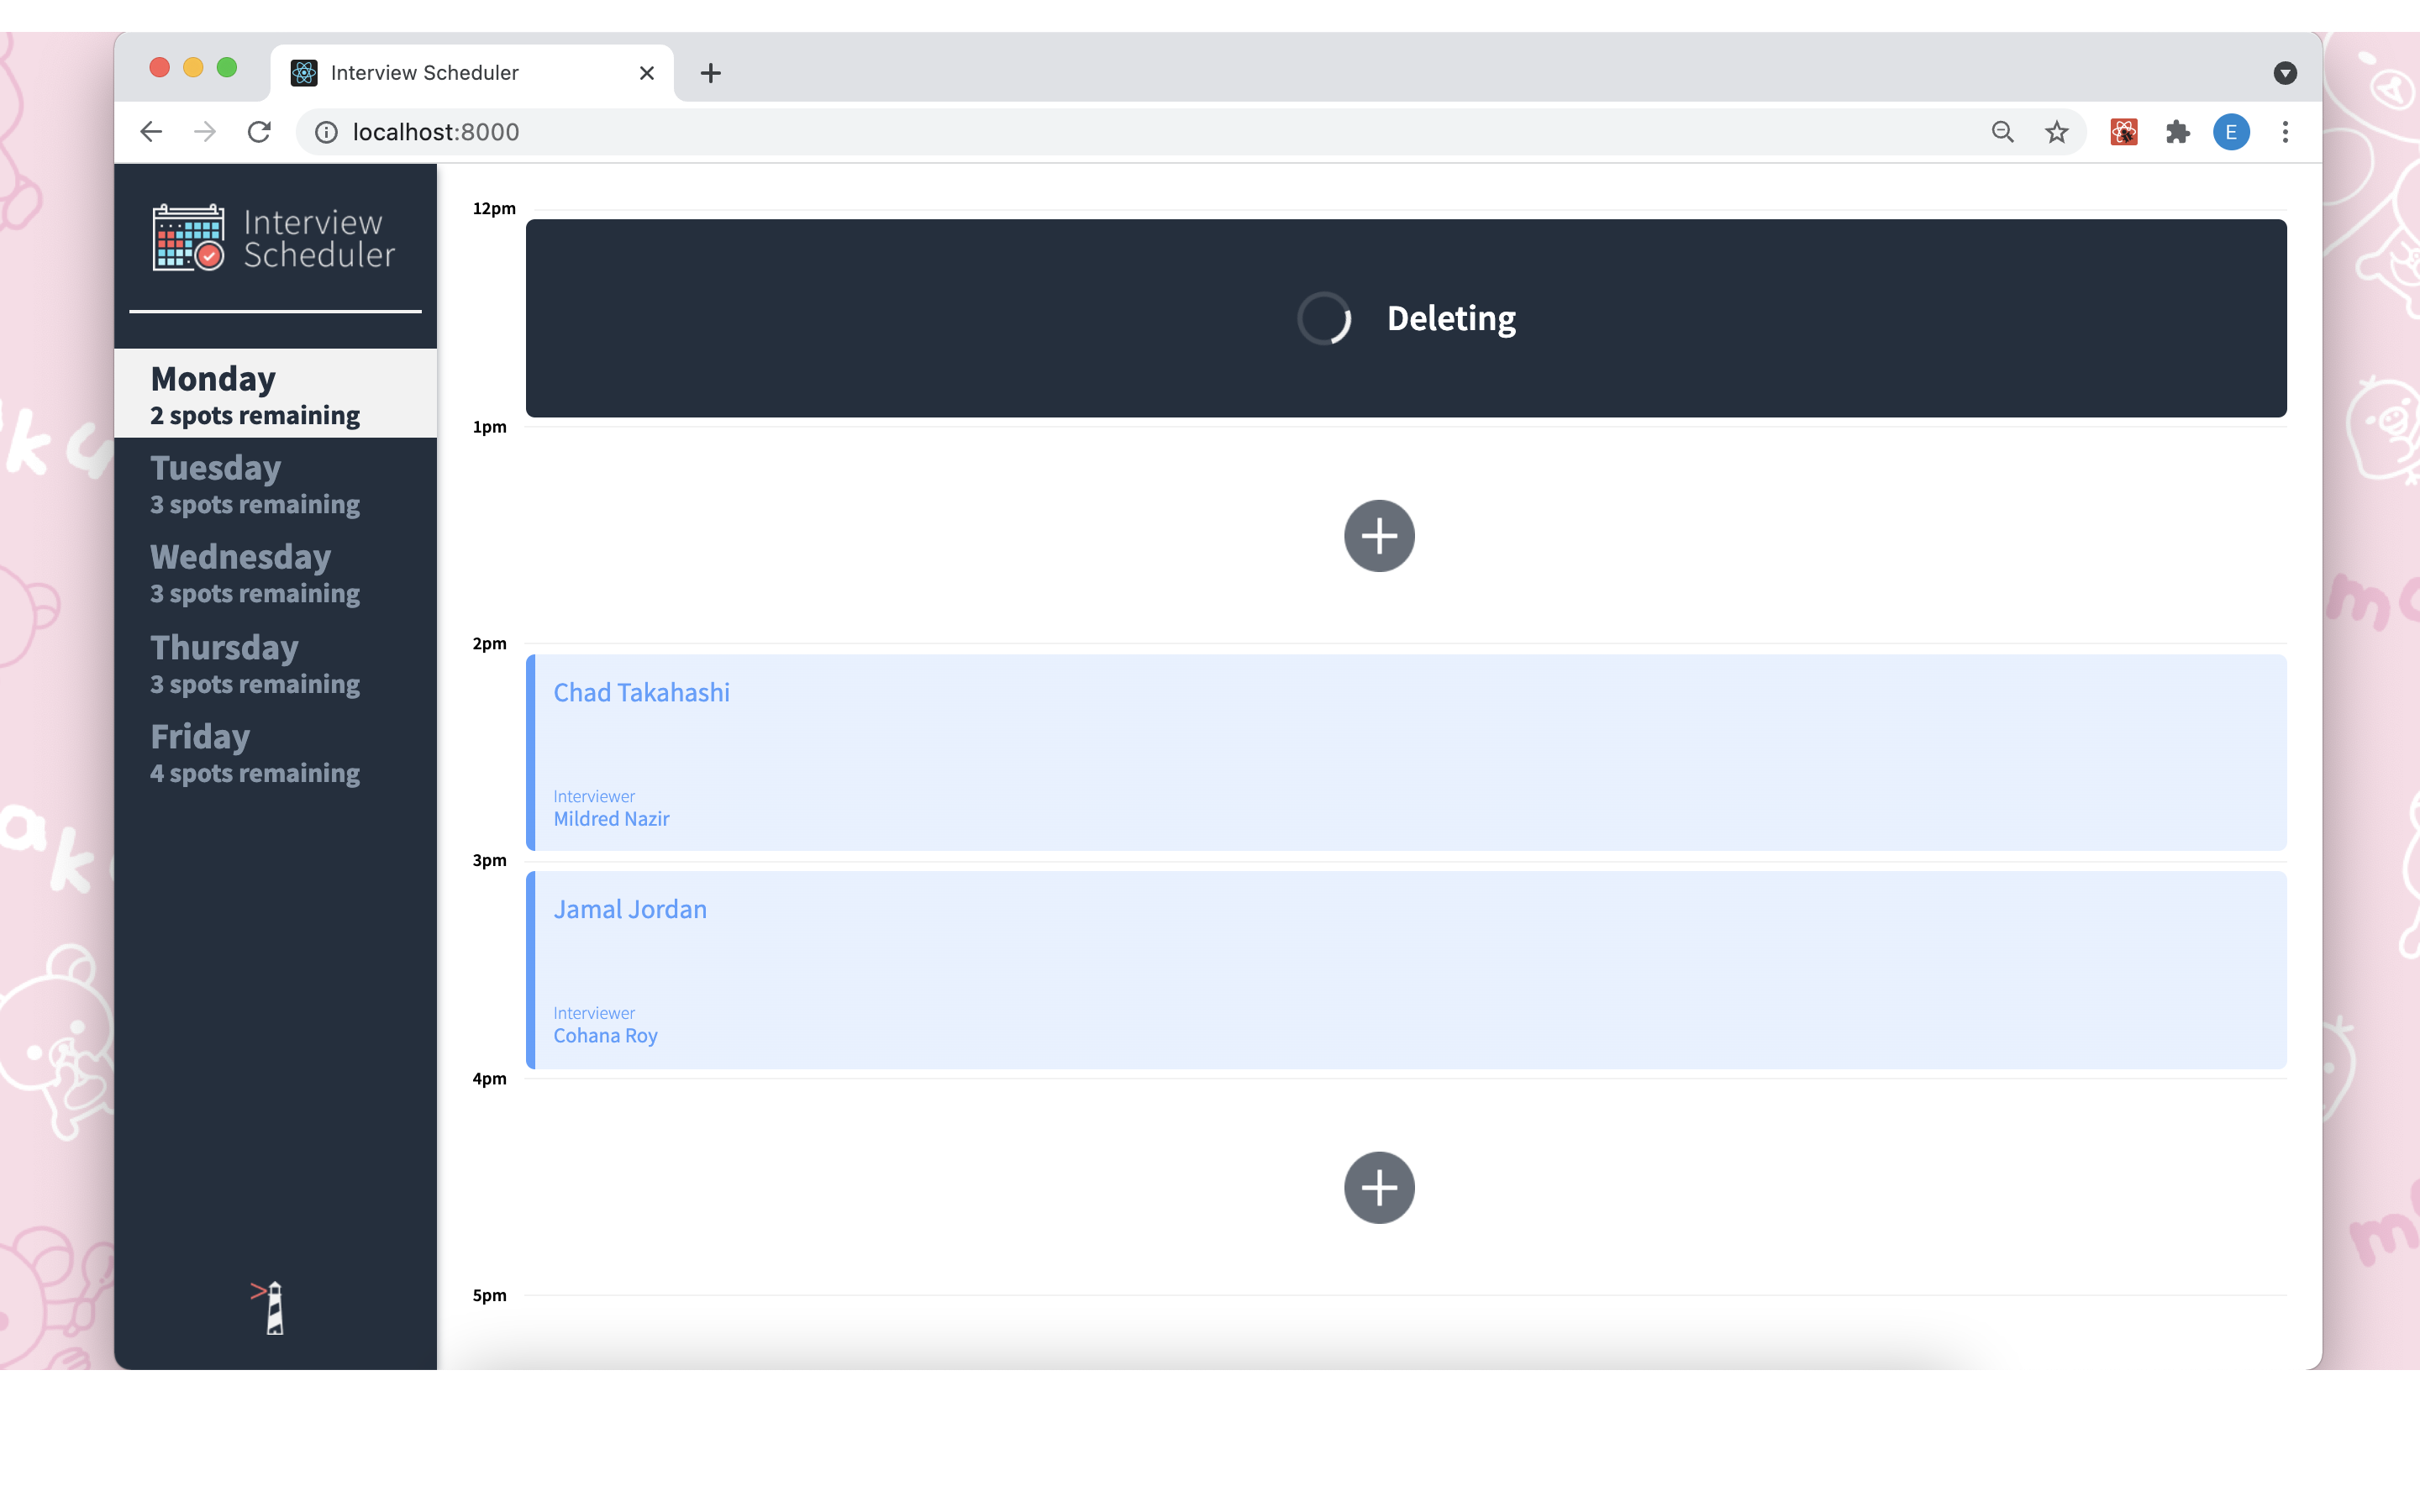 Interview Scheduler
localhost:8000
E
Interview
Scheduler
Monday
2 spots remaining
Tuesday
3 spots remaining
Wednesday
3 spots remaining
Thursday
3 spots remaining
Friday
4 spots remaining
12pm
Deleting
1pm
2pm
Chad Takahashi
Interviewer
Mildred Nazir
3pm
Jamal Jordan
Interviewer
Cohana Roy
4pm
5pm